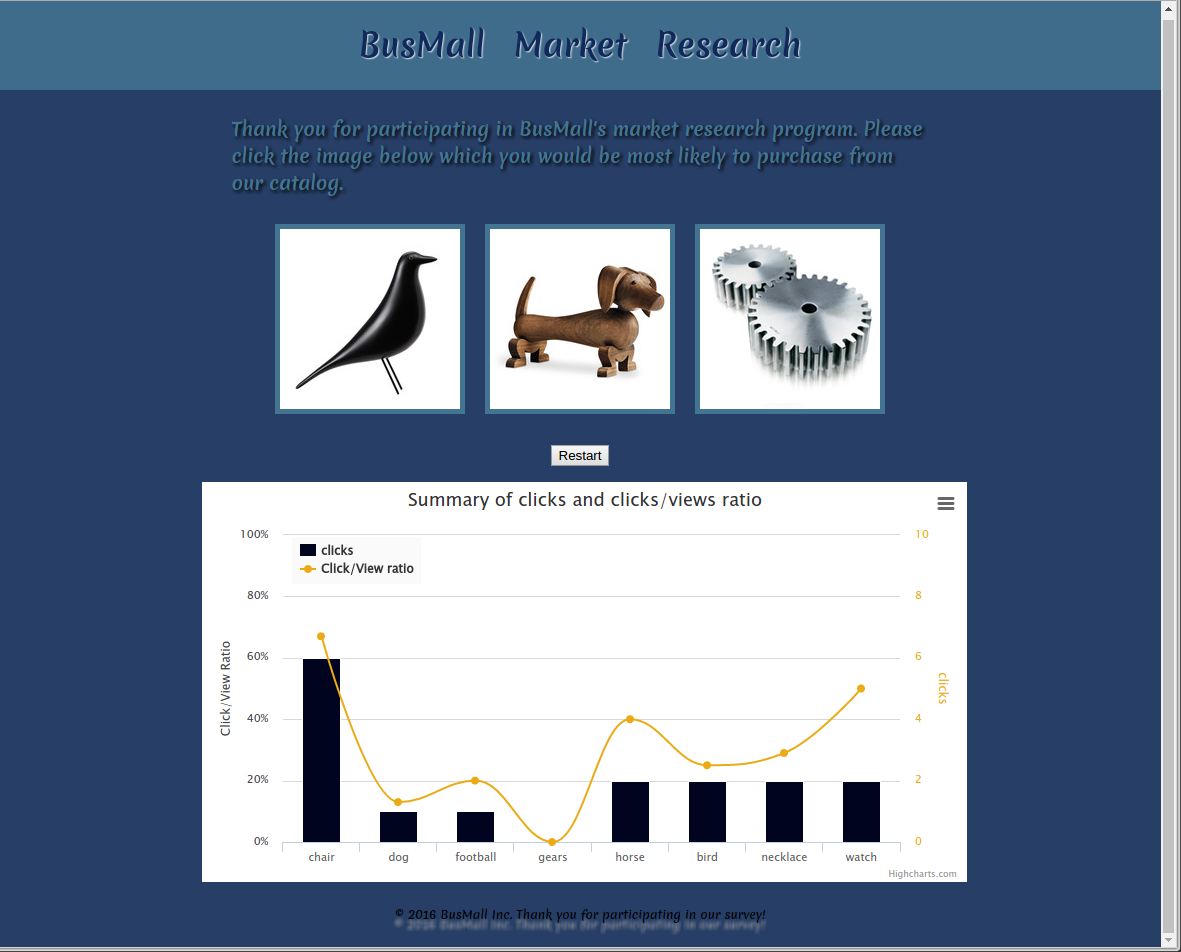 BusMall Market Research
Thank you for participating in BusMall's market research program. Please
click the image below which you would be most likely to purchase from
our catalog.
Restart
Summary of clicks and clicks/views ratio
clicks
Click/View ratio
Click/View Ratio
100%
80%
60%
40%
20%
0%
10
8
6
4
2
0
clicks
chair dog football gears horse bird necklace watch
Highcharts.com
© 2016 BusMall Inc. Thank you for participating in our survey!